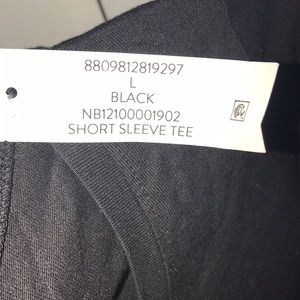 8809812819297
L
BLACK
NB12100001902
SHORT SLEEVE TEE